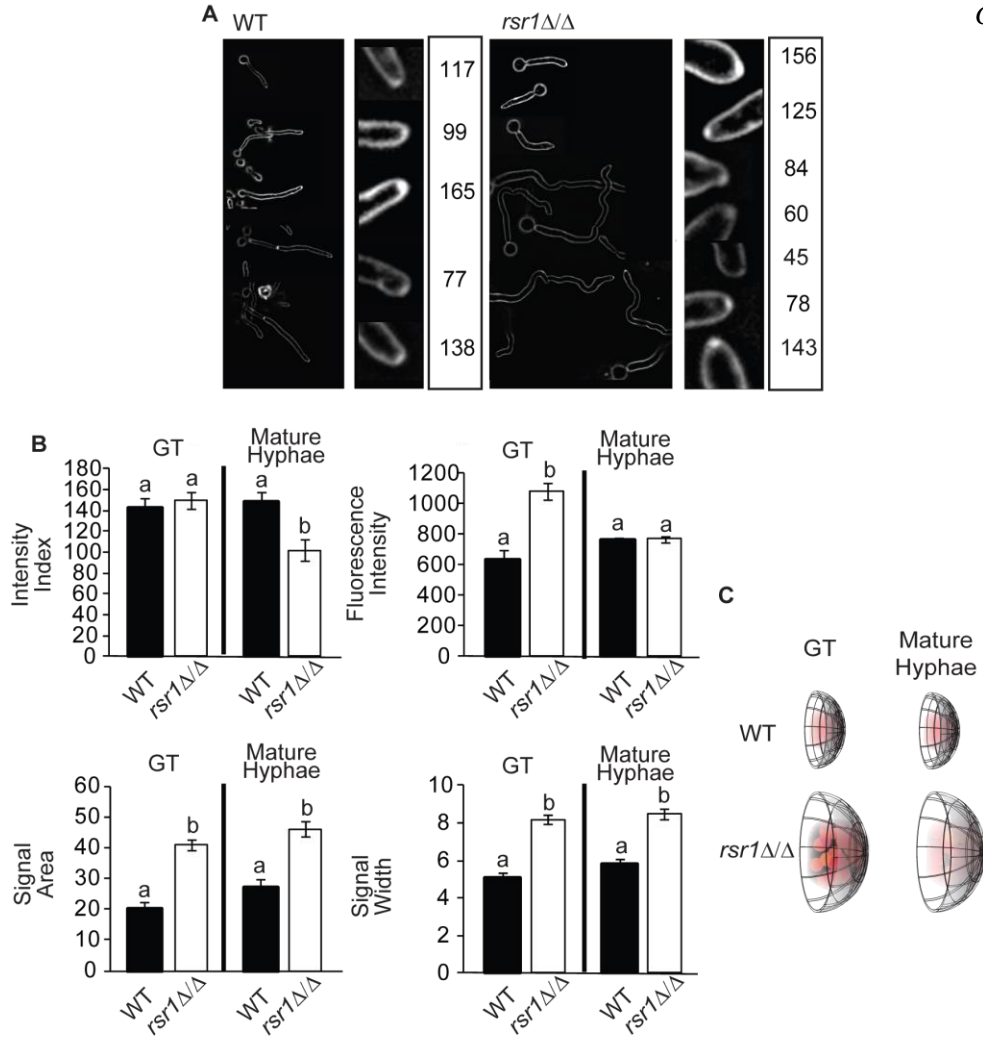 A WT rsr1Δ/Δ
117
99
165
77
138
156
125
84
60
45
78
143
B
GT Mature
Hyphae
Intensity
Index
180
160
140
120
100
80
60
40
20
0
a a a b
WT rsr1Δ/Δ WT rsr1Δ/Δ
GT Mature
Hyphae
Fluorescence
Intensity
1200
1000
800
600
400
200
0
a b a a
WT rsr1Δ/Δ WT rsr1Δ/Δ
GT Mature
Hyphae
Signal
Area
60
50
40
30
20
10
0
a b a b
WT rsr1Δ/Δ WT rsr1Δ/Δ
GT Mature
Hyphae
Signal
Width
10
8
6
4
2
0
a b a b
WT rsr1Δ/Δ WT rsr1Δ/Δ
C
GT Mature
Hyphae
WT
rsr1Δ/Δ